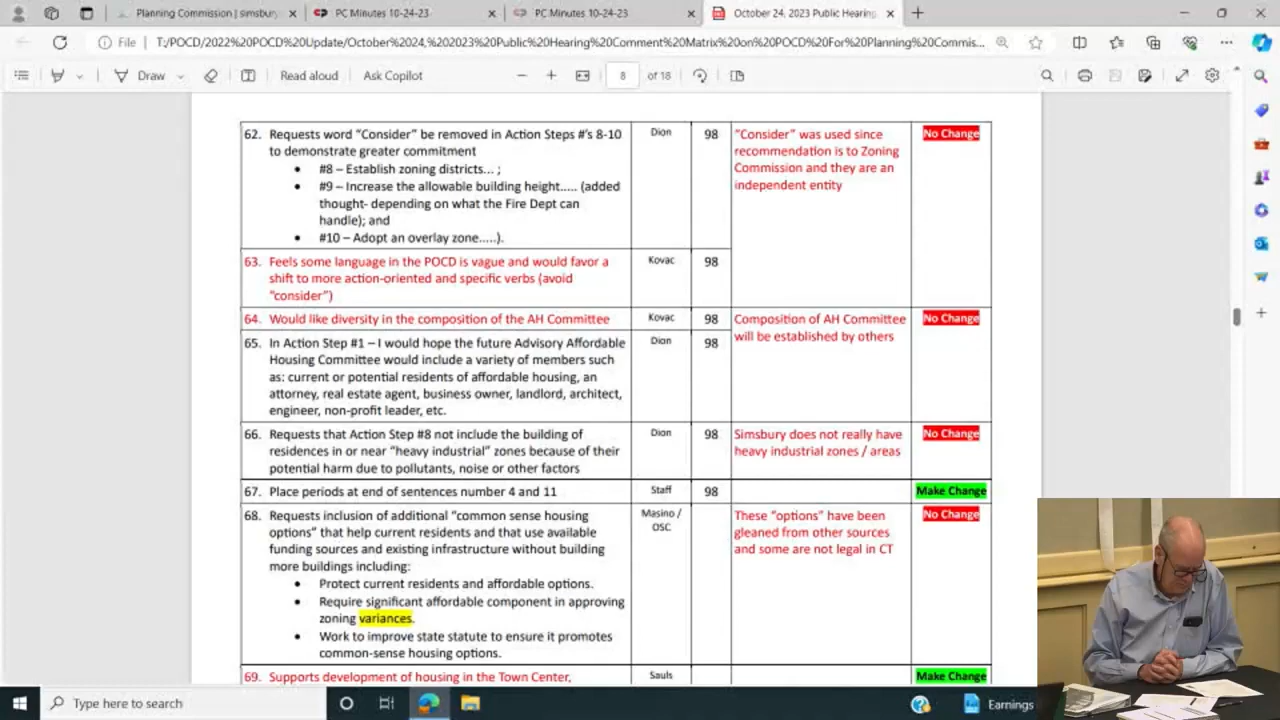 Planning Commission | simsbury
PC Minutes 10-24-23
PC Minutes 10-24-23
October 24, 2023 Public Hearing
File
T:/POCD/2022%20POCD%20Update/October%2024,%202023%20Public%20Hearing%20Comment%20Matrix%20on%20POCD%20For%20Planning%20Commis...
Draw
Read aloud
Ask Copilot
8
of 18
62. Requests word “Consider” be removed in Action Steps #’s 8-10
to demonstrate greater commitment
• #8 – Establish zoning districts… ;
• #9 – Increase the allowable building height….. (added
thought- depending on what the Fire Dept can
handle); and
• #10 – Adopt an overlay zone…..).
Dion
98
“Consider” was used since
recommendation is to Zoning
Commission and they are an
independent entity
No Change
63. Feels some language in the POCD is vague and would favor a
shift to more action-oriented and specific verbs (avoid
“consider”)
Kovac
98
64. Would like diversity in the composition of the AH Committee
Kovac
98
Composition of AH Committee
will be established by others
No Change
65. In Action Step #1 – I would hope the future Advisory Affordable
Housing Committee would include a variety of members such
as: current or potential residents of affordable housing, an
attorney, real estate agent, business owner, landlord, architect,
engineer, non-profit leader, etc.
Dion
98
66. Requests that Action Step #8 not include the building of
residences in or near “heavy industrial” zones because of their
potential harm due to pollutants, noise or other factors
Dion
98
Simsbury does not really have
heavy industrial zones / areas
No Change
67. Place periods at end of sentences number 4 and 11
Staff
98
Make Change
68. Requests inclusion of additional “common sense housing
options” that help current residents and that use available
funding sources and existing infrastructure without building
more buildings including:
• Protect current residents and affordable options.
• Require significant affordable component in approving
zoning variances.
• Work to improve state statute to ensure it promotes
common-sense housing options.
Masino /
OSC
These “options” have been
gleaned from other sources
and some are not legal in CT
No Change
69. Supports development of housing in the Town Center,
Sauls
Make Change
Type here to search
Earnings